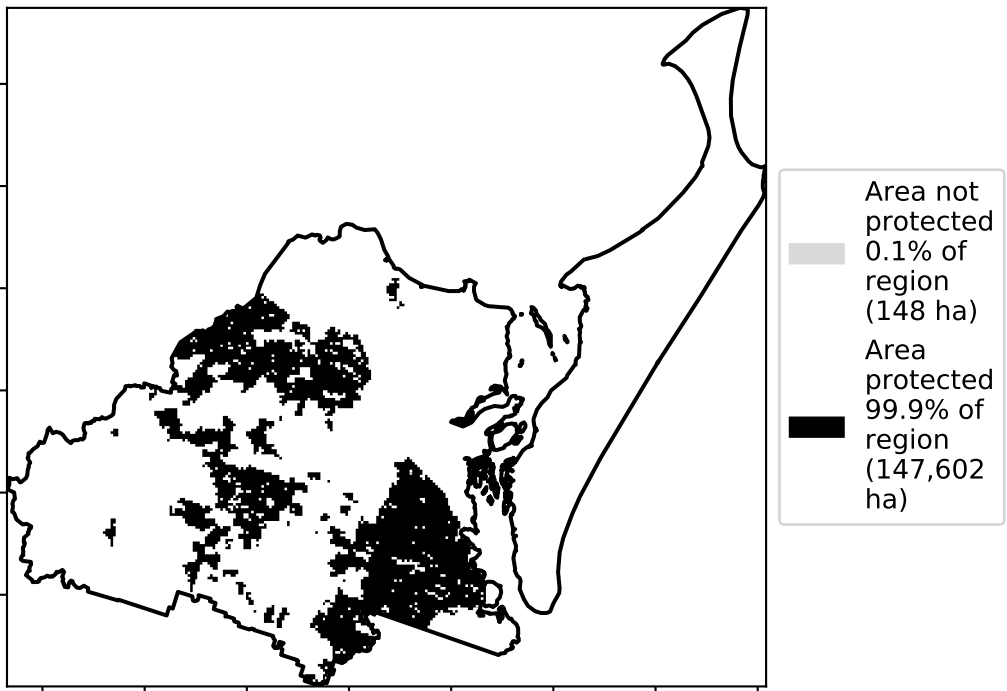 Area not
protected
0.1% of
region
(148 ha)
Area
protected
99.9% of
region
(147,602
ha)